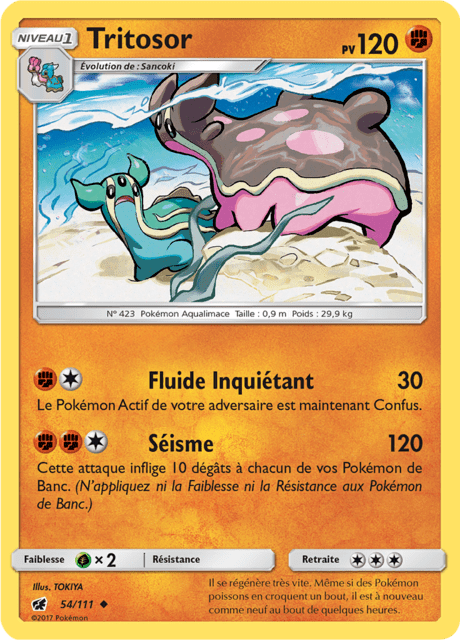 NIVEAU 1
Tritosor
PV 120
Évolution de : Sancoki
N° 423 Pokémon Aqualimace Taille : 0,9 m Poids : 29,9 kg
Fluide Inquiétant 30
Le Pokémon Actif de votre adversaire est maintenant Confus.
Séisme 120
Cette attaque inflige 10 dégâts à chacun de vos Pokémon de
Banc. (N'appliquez ni la Faiblesse ni la Résistance aux Pokémon
de Banc.)
Faiblesse × 2 Résistance Retraite
Illus. TOKIYA
54/111
©2017 Pokémon
Il se régénère très vite. Même si des Pokémon
poissons en croquent un bout, il est à nouveau
comme neuf au bout de quelques heures.